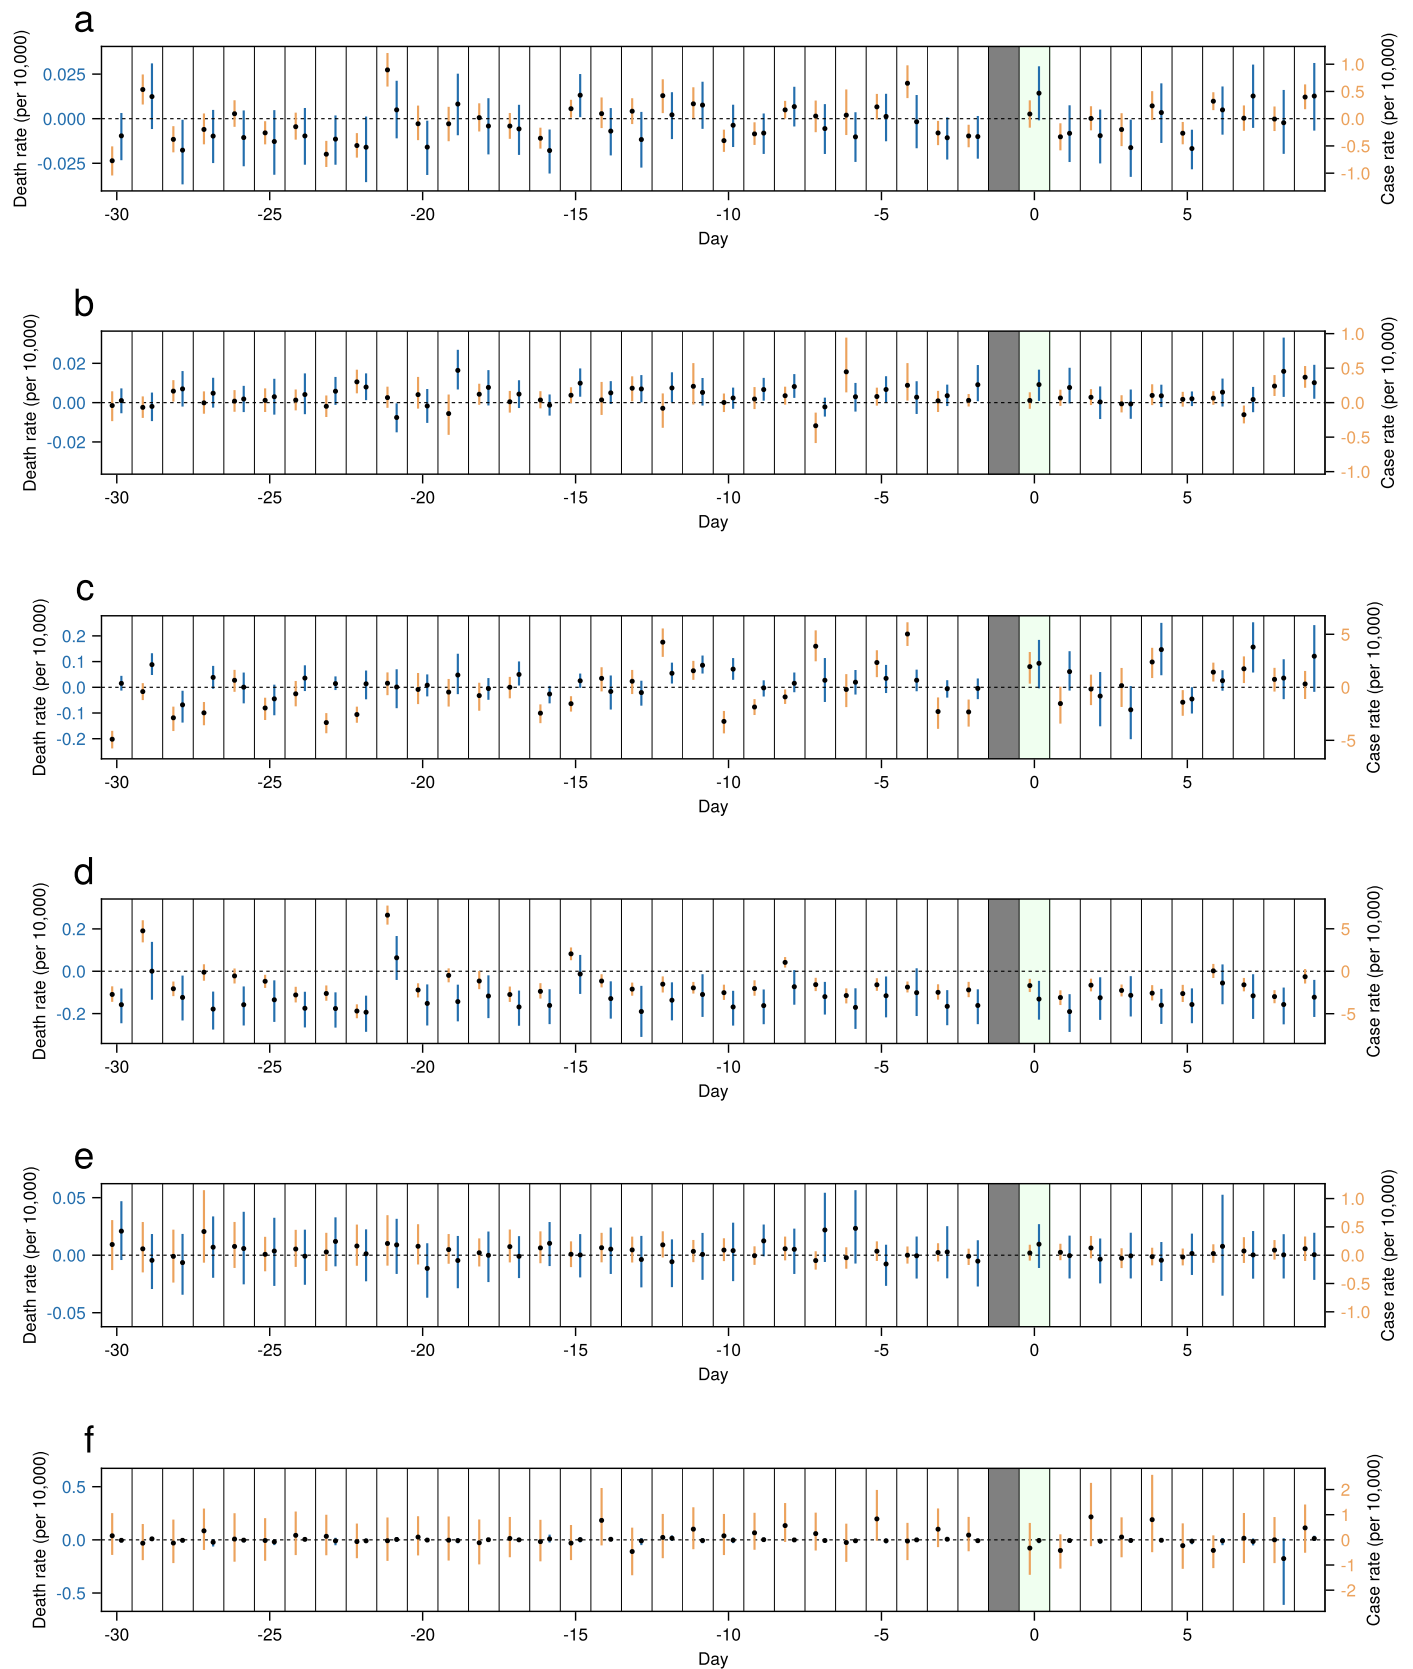 a
Death rate (per 10,000)
0.025
0.000
-0.025
1.0
0.5
0.0
-0.5
-1.0
Case rate (per 10,000)
-30 -25 -20 -15 -10 -5 0 5
Day
b
Death rate (per 10,000)
0.02
0.00
-0.02
1.0
0.5
0.0
-0.5
-1.0
Case rate (per 10,000)
-30 -25 -20 -15 -10 -5 0 5
Day
c
Death rate (per 10,000)
0.2
0.1
0.0
-0.1
-0.2
5
0
-5
Case rate (per 10,000)
-30 -25 -20 -15 -10 -5 0 5
Day
d
Death rate (per 10,000)
0.2
0.0
-0.2
5
0
-5
Case rate (per 10,000)
-30 -25 -20 -15 -10 -5 0 5
Day
e
Death rate (per 10,000)
0.05
0.00
-0.05
1.0
0.5
0.0
-0.5
-1.0
Case rate (per 10,000)
-30 -25 -20 -15 -10 -5 0 5
Day
f
Death rate (per 10,000)
0.5
0.0
-0.5
2
1
0
-1
-2
Case rate (per 10,000)
-30 -25 -20 -15 -10 -5 0 5
Day